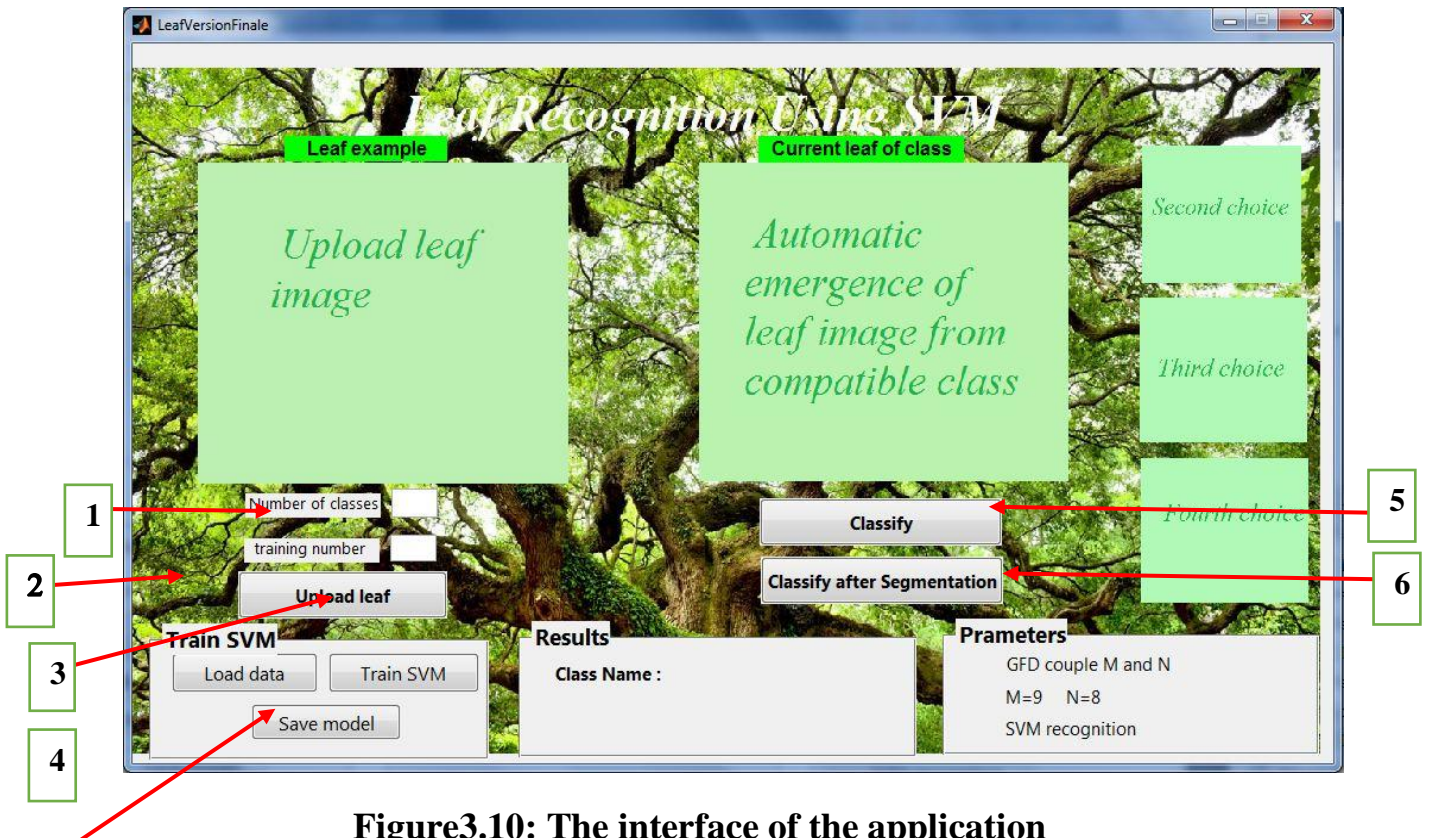 LeafVersionFinale
Leaf Recognition Using SVM
Leaf example
Current leaf of class
Upload leaf
image
Automatic
emergence of
leaf image from
compatible class
Second choice
Third choice
Fourth choice
Number of classes
training number
Upload leaf
Classify
Classify after Segmentation
Train SVM
Load data
Train SVM
Save model
Results
Class Name :
Prameters
GFD couple M and N
M=9 N=8
SVM recognition
1
2
3
4
5
6
Figure3.10: The interface of the application